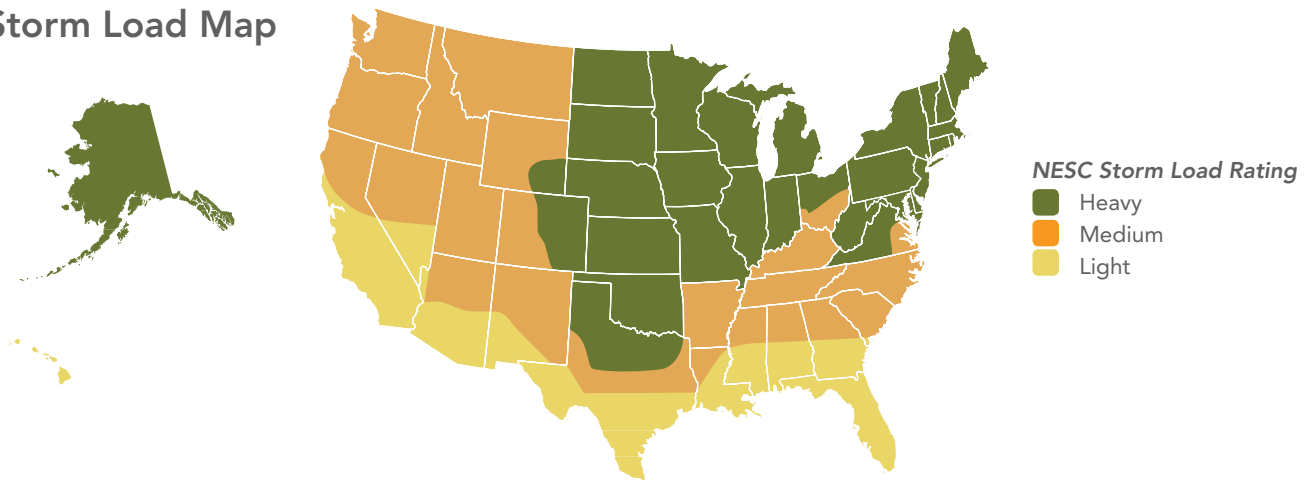 Storm Load Map
NESC Storm Load Rating
Heavy
Medium
Light